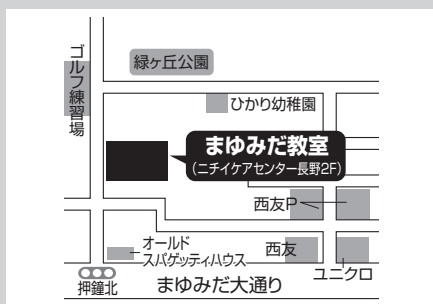 ゴルフ練習場
緑ヶ丘公園
ひかり幼稚園
まゆみだ教室
(ニチイケアセンター長野2F)
西友P
オールド
スパゲッティハウス
西友
ユニクロ
押鐘北
まゆみだ大通り